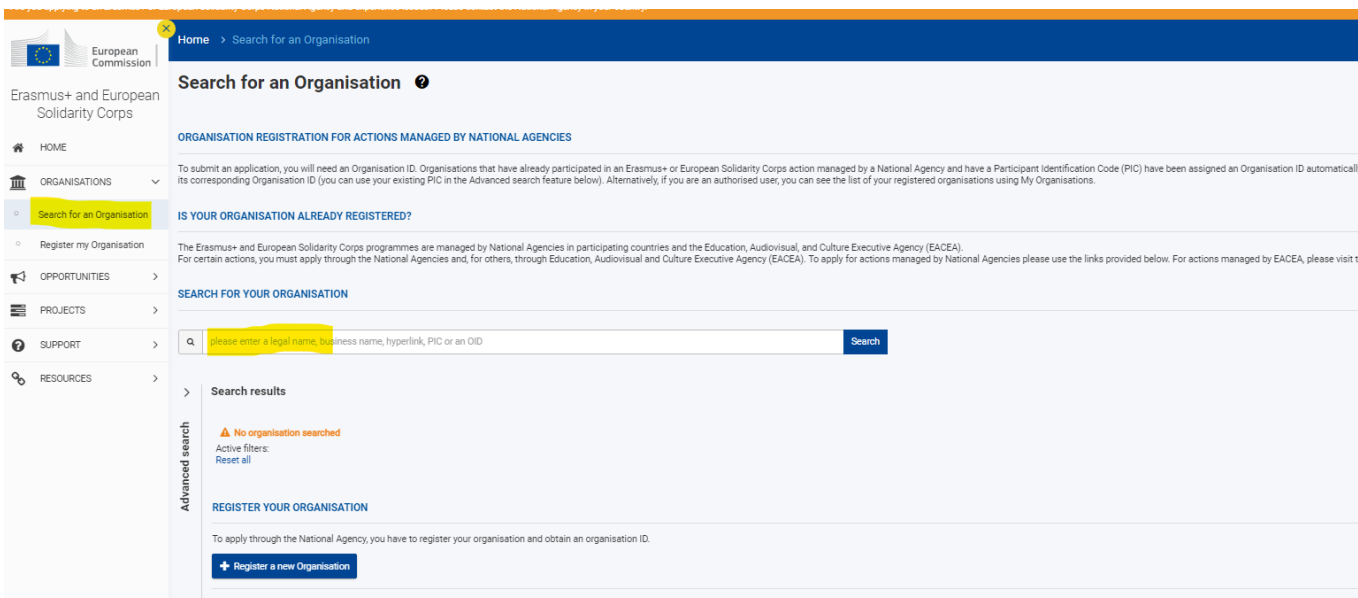 European
Commission
Erasmus+ and European
Solidarity Corps
HOME
ORGANISATIONS
Search for an Organisation
Register my Organisation
OPPORTUNITIES
PROJECTS
SUPPORT
RESOURCES
Home > Search for an Organisation
Search for an Organisation
ORGANISATION REGISTRATION FOR ACTIONS MANAGED BY NATIONAL AGENCIES
To submit an application, you will need an Organisation ID. Organisations that have already participated in an Erasmus+ or European Solidarity Corps action managed by a National Agency and have a Participant Identification Code (PIC) have been assigned an Organisation ID automaticall
its corresponding Organisation ID (you can use your existing PIC in the Advanced search feature below). Alternatively, if you are an authorised user, you can see the list of your registered organisations using My Organisations.
IS YOUR ORGANISATION ALREADY REGISTERED?
The Erasmus+ and European Solidarity Corps programmes are managed by National Agencies in participating countries and the Education, Audiovisual, and Culture Executive Agency (EACEA).
For certain actions, you must apply through the National Agencies and, for others, through Education, Audiovisual and Culture Executive Agency (EACEA). To apply for actions managed by National Agencies please use the links provided below. For actions managed by EACEA, please visit t
SEARCH FOR YOUR ORGANISATION
please enter a legal name, business name, hyperlink, PIC or an OID
Search
Search results
Advanced search
No organisation searched
Active filters:
Reset all
REGISTER YOUR ORGANISATION
To apply through the National Agency, you have to register your organisation and obtain an organisation ID.
+ Register a new Organisation